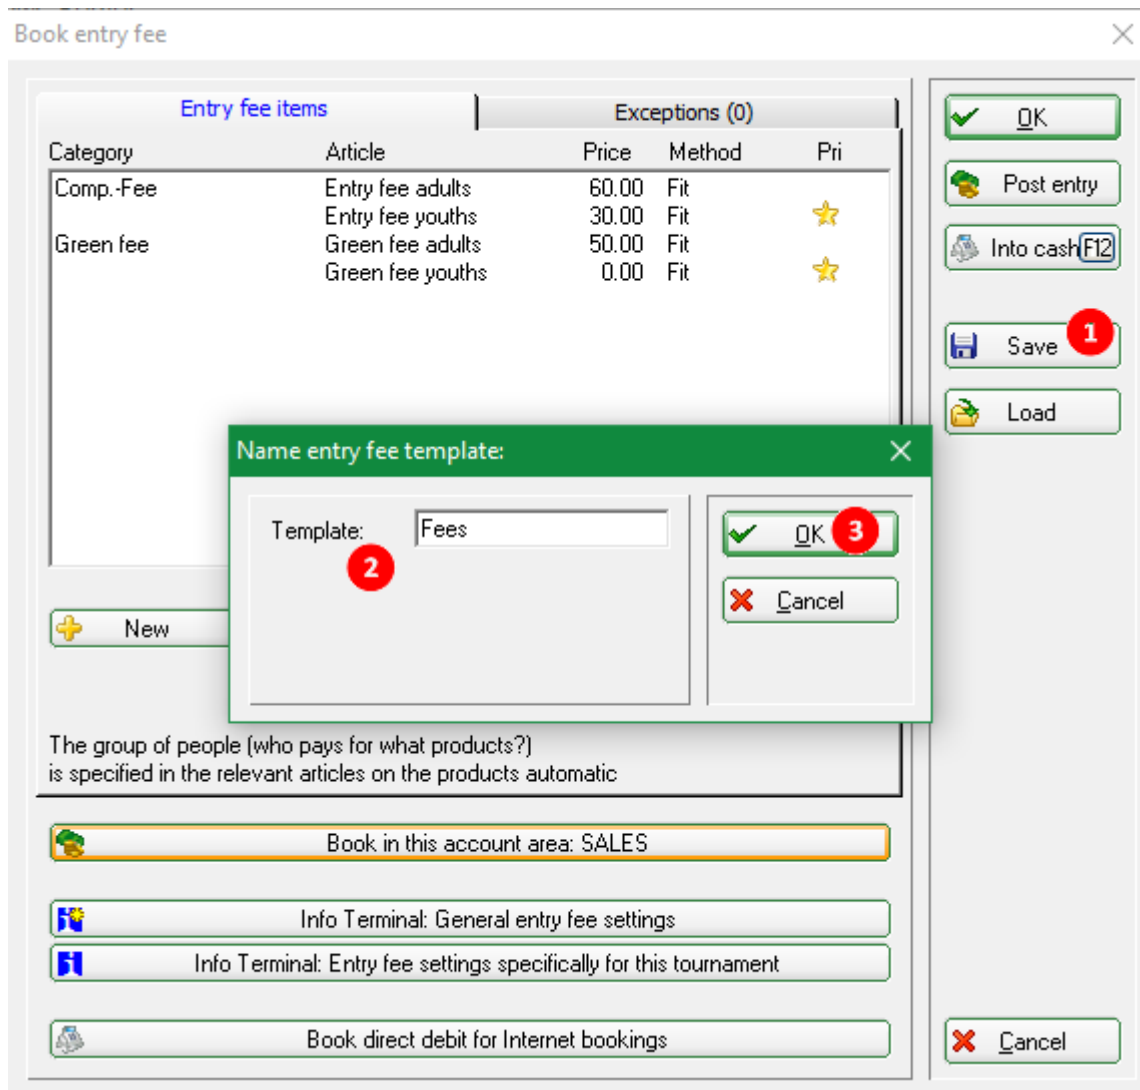 Book entry fee
Entry fee items
Exceptions (0)
Category Article Price Method Pri
Comp.-Fee Entry fee adults 60.00 Fit
Entry fee youths 30.00 Fit
Green fee Green fee adults 50.00 Fit
Green fee youths 0.00 Fit
OK
Post entry
Into cash F12
Save 1
Load
Name entry fee template:
Template: Fees
2
OK 3
Cancel
New
The group of people (who pays for what products?)
is specified in the relevant articles on the products automatic
Book in this account area: SALES
Info Terminal: General entry fee settings
Info Terminal: Entry fee settings specifically for this tournament
Book direct debit for Internet bookings
Cancel